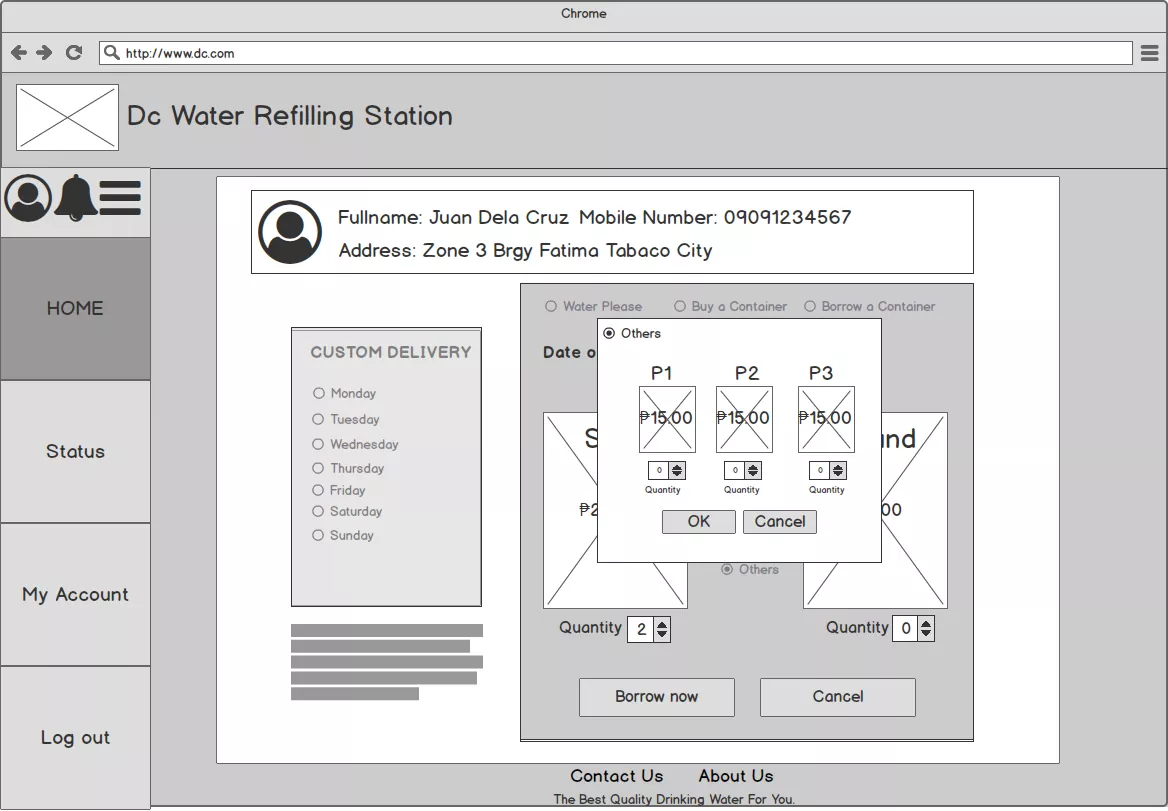 Chrome
http://www.dc.com
Dc Water Refilling Station
HOME
Status
My Account
Log out
Fullname: Juan Dela Cruz Mobile Number: 09091234567
Address: Zone 3 Brgy Fatima Tabaco City
CUSTOM DELIVERY
Monday
Tuesday
Wednesday
Thursday
Friday
Saturday
Sunday
Water Please Buy a Container Borrow a Container
Date o
Others
P1 P2 P3
₱15.00 ₱15.00 ₱15.00
0 0 0
Quantity Quantity Quantity
OK Cancel
S
nd
₱2
00
Others
Quantity 2 Quantity 0
Borrow now Cancel
Contact Us About Us
The Best Quality Drinking Water For You.